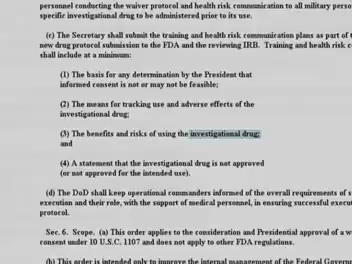 personnel conducting the waiver protocol and health risk communication to all military perso
specific investigational drug to be administered prior to its use.
(c) The Secretary shall submit the training and health risk communication plans as part of t
new drug protocol submission to the FDA and the reviewing IRB. Training and health risk c
shall include at a minimum:
(1) The basis for any determination by the President that
informed consent is not or may not be feasible;
(2) The means for tracking use and adverse effects of the
investigational drug;
(3) The benefits and risks of using the investigational drug;
and
(4) A statement that the investigational drug is not approved
(or not approved for the intended use).
(d) The DoD shall keep operational commanders informed of the overall requirements of s
execution and their role, with the support of medical personnel, in ensuring successful execut
protocol.
Sec. 6. Scope. (a) This order applies to the consideration and Presidential approval of a w
consent under 10 U.S.C. 1107 and does not apply to other FDA regulations.
(b) This order is intended only to improve the internal management of the Federal Governm